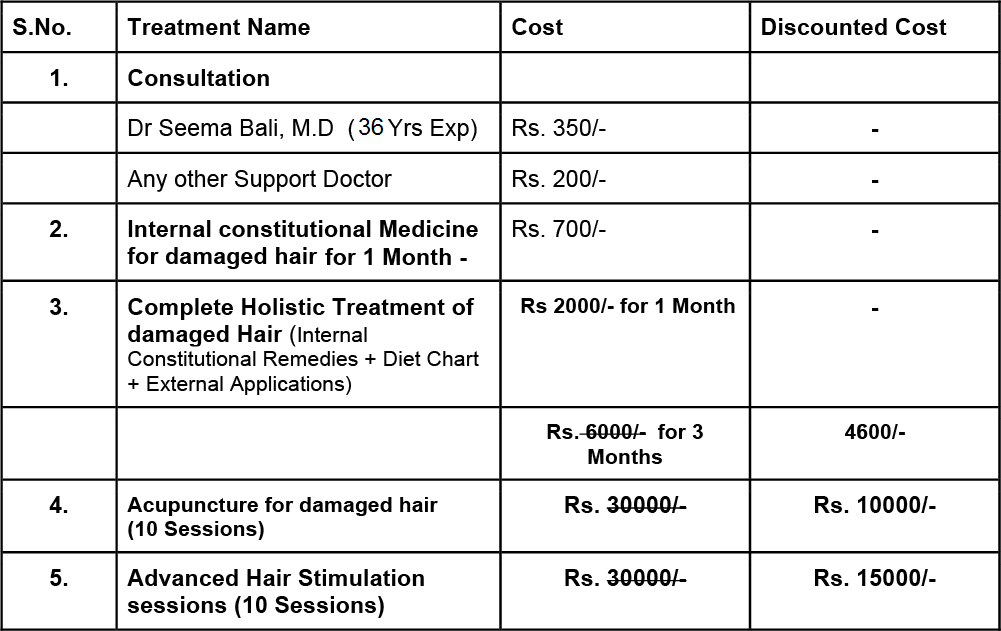 S.No. Treatment Name Cost Discounted Cost
1. Consultation
Dr Seema Bali, M.D (36 Yrs Exp) Rs. 350/- -
Any other Support Doctor Rs. 200/- -
2. Internal constitutional Medicine Rs. 700/- -
for damaged hair for 1 Month -
3. Complete Holistic Treatment of Rs 2000/- for 1 Month -
damaged Hair (Internal
Constitutional Remedies + Diet Chart
+ External Applications)
Rs. 6000/- for 3 4600/-
Months
4. Acupuncture for damaged hair Rs. 30000/- Rs. 10000/-
(10 Sessions)
5. Advanced Hair Stimulation Rs. 30000/- Rs. 15000/-
sessions (10 Sessions)